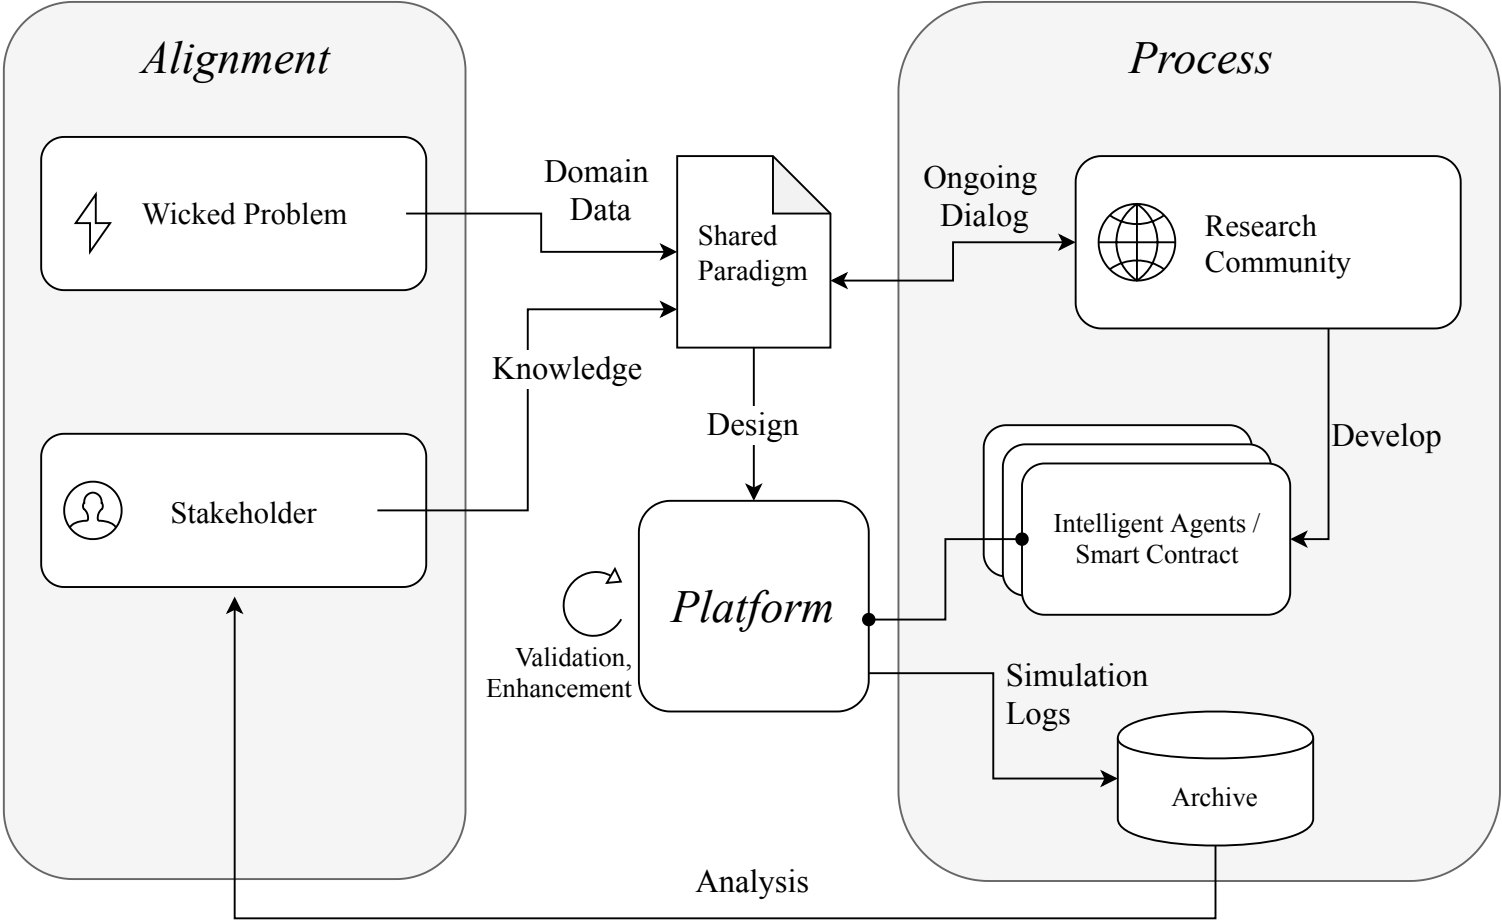 Alignment
Process
Wicked Problem
Domain
Data
Shared
Paradigm
Ongoing
Dialog
Research
Community
Knowledge
Design
Develop
Stakeholder
Intelligent Agents /
Smart Contract
Platform
Validation,
Enhancement
Simulation
Logs
Archive
Analysis